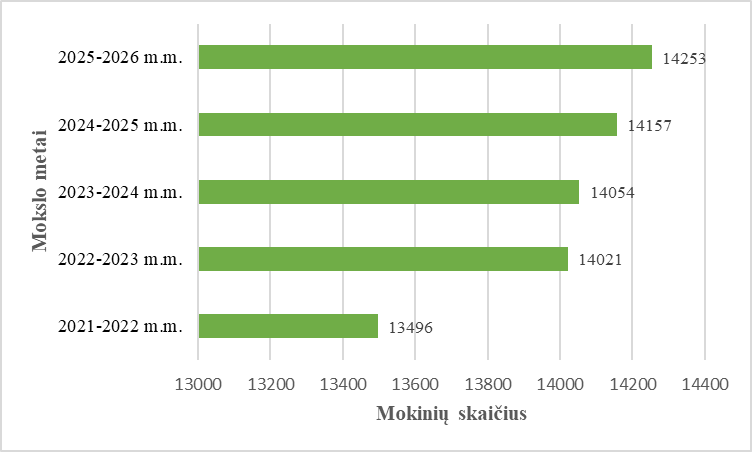 2025-2026 m.m.
14253
2024-2025 m.m.
14157
2023-2024 m.m.
14054
2022-2023 m.m.
14021
2021-2022 m.m.
13496
Mokslo metai
13000 13200 13400 13600 13800 14000 14200 14400
Mokinių skaičius